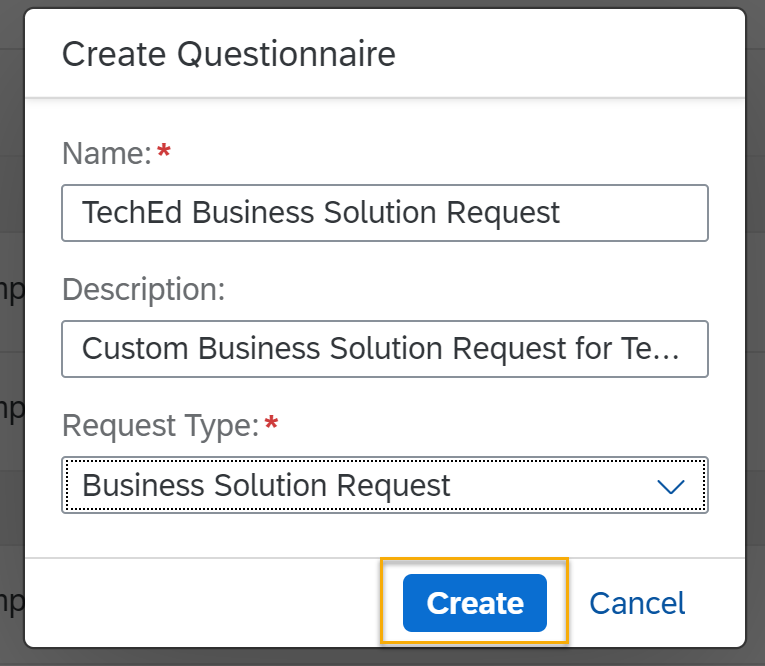 Create Questionnaire
Name:*
TechEd Business Solution Request
Description:
Custom Business Solution Request for Te...
Request Type:*
Business Solution Request
Create Cancel